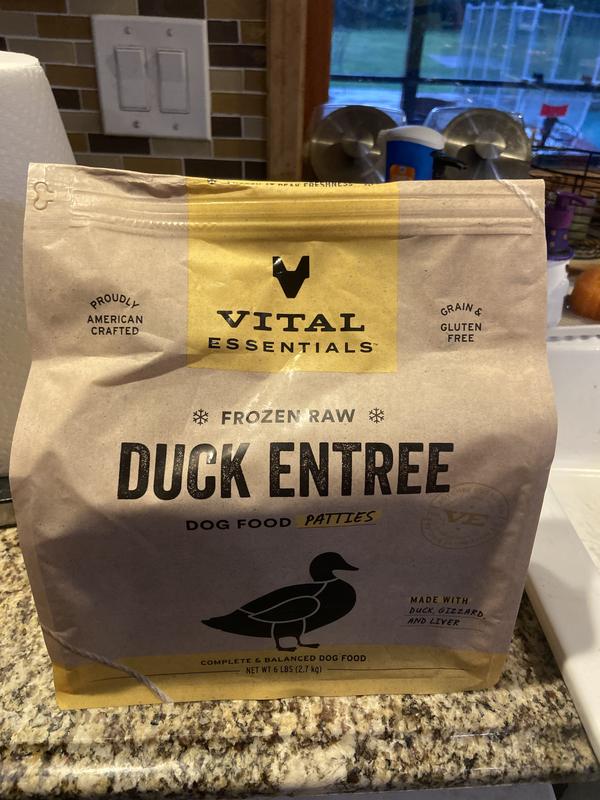 PROUDLY
AMERICAN
CRAFTED
VITAL
ESSENTIALS
GRAIN &
GLUTEN
FREE
FROZEN RAW
DUCK ENTREE
DOG FOOD PATTIES
VE
MADE WITH
DUCK, GIZZARD,
AND LIVER
COMPLETE & BALANCED DOG FOOD
NET WT 6 LBS (2.7 kg)